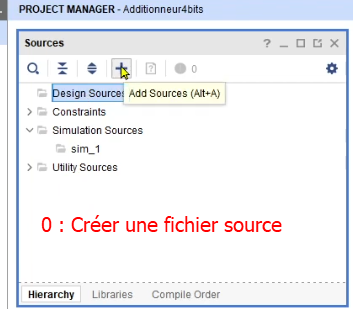 PROJECT MANAGER - Additionneur4bits
Sources
0
Design Sources
Add Sources (Alt+A)
Constraints
Simulation Sources
sim_1
Utility Sources
0 : Créer une fichier source
Hierarchy Libraries Compile Order